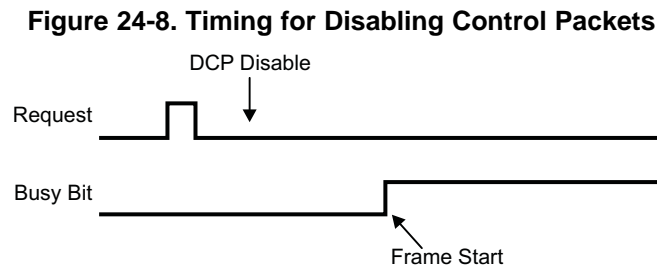 Figure 24-8. Timing for Disabling Control Packets
DCP Disable
Request
Busy Bit
Frame Start